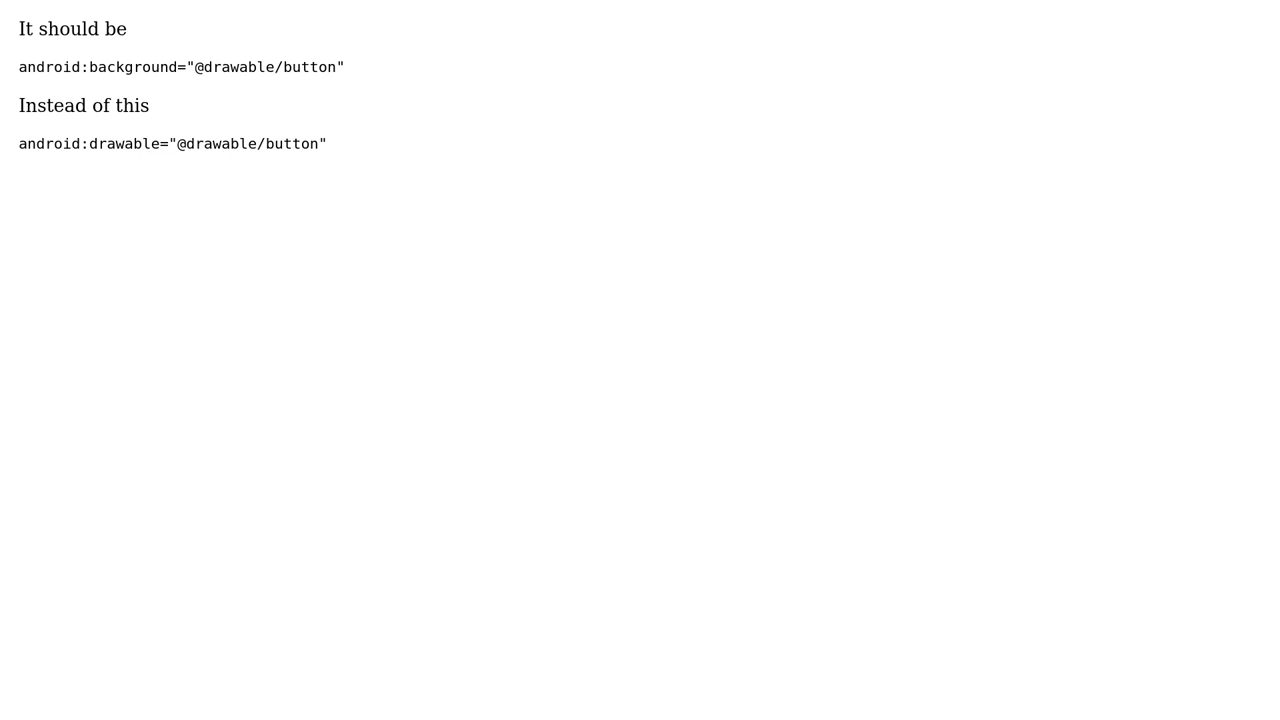 It should be
android:background="@drawable/button"
Instead of this
android:drawable="@drawable/button"